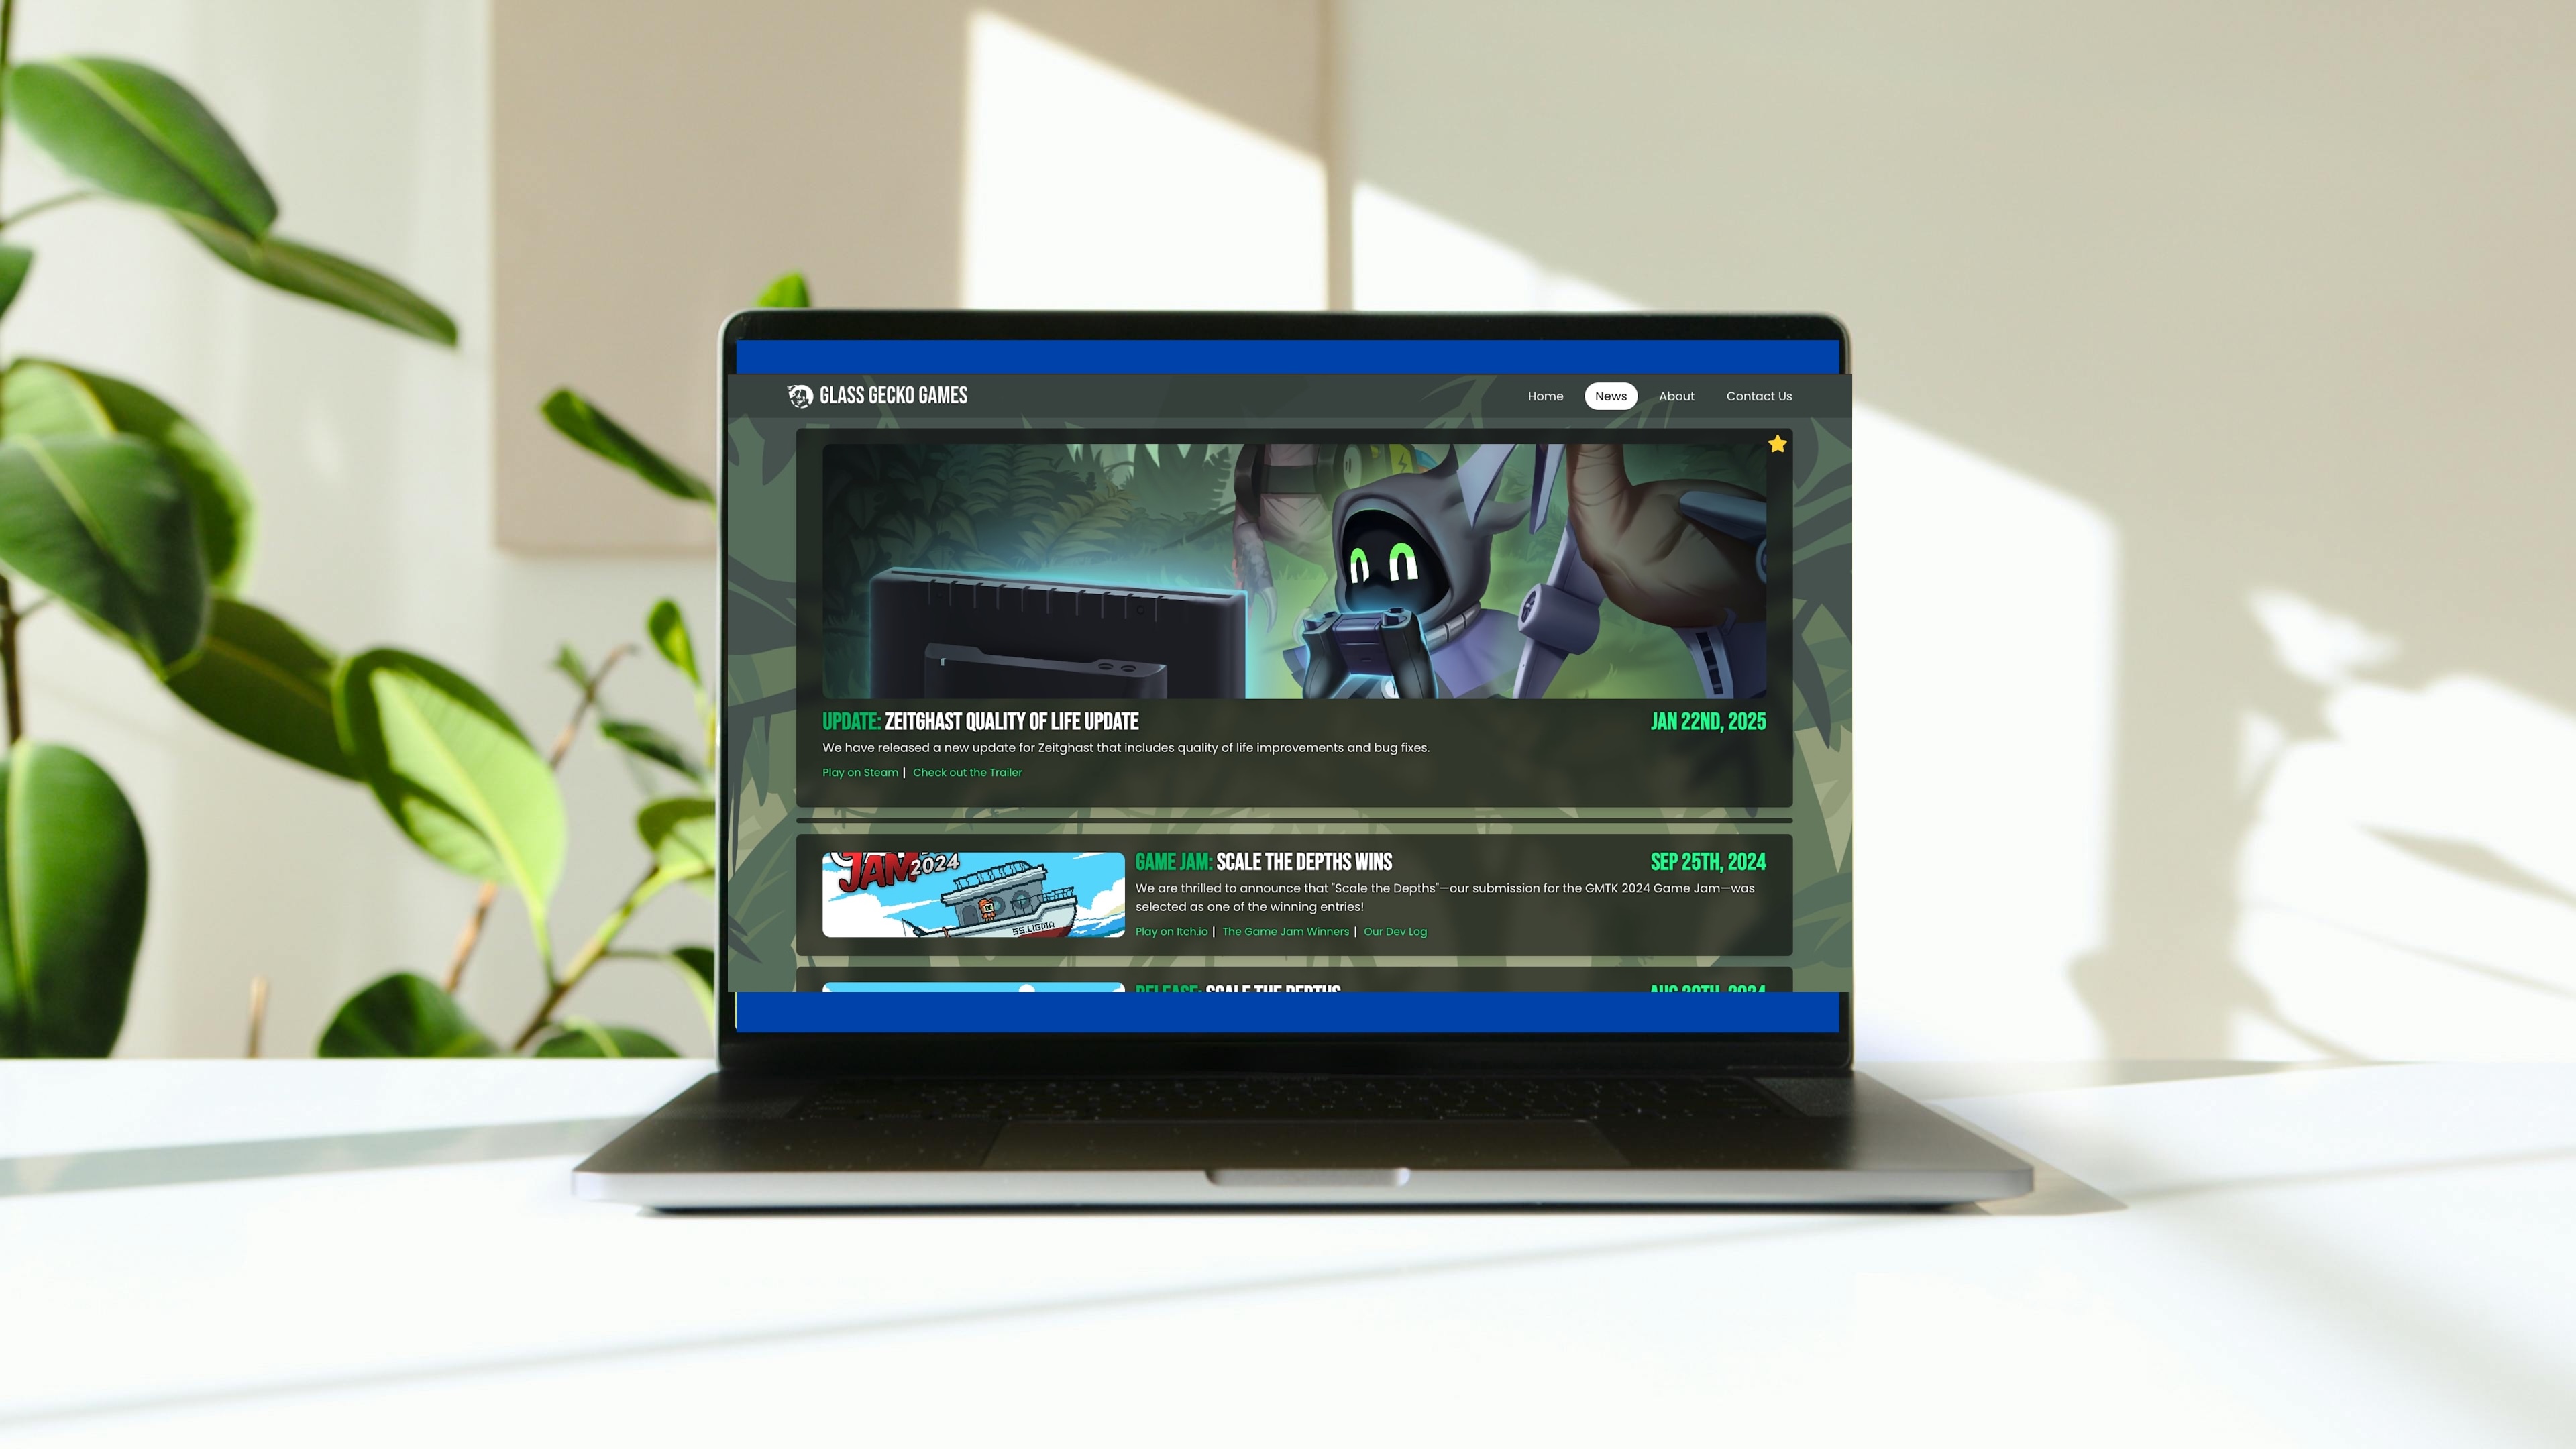 GLASS GECKO GAMES
Home News About Contact Us
UPDATE: ZEITGHAST QUALITY OF LIFE UPDATE JAN 22ND, 2025
We have released a new update for Zeitghast that includes quality of life improvements and bug fixes.
Play on Steam | Check out the Trailer
JAM 2024
SS.LIGMA
GAME JAM: SCALE THE DEPTHS WINS SEP 25TH, 2024
We are thrilled to announce that "Scale the Depths"—our submission for the GMTK 2024 Game Jam—was
selected as one of the winning entries!
Play on Itch.io | The Game Jam Winners | Our Dev Log
RELEASE: SCALE THE DEPTHS